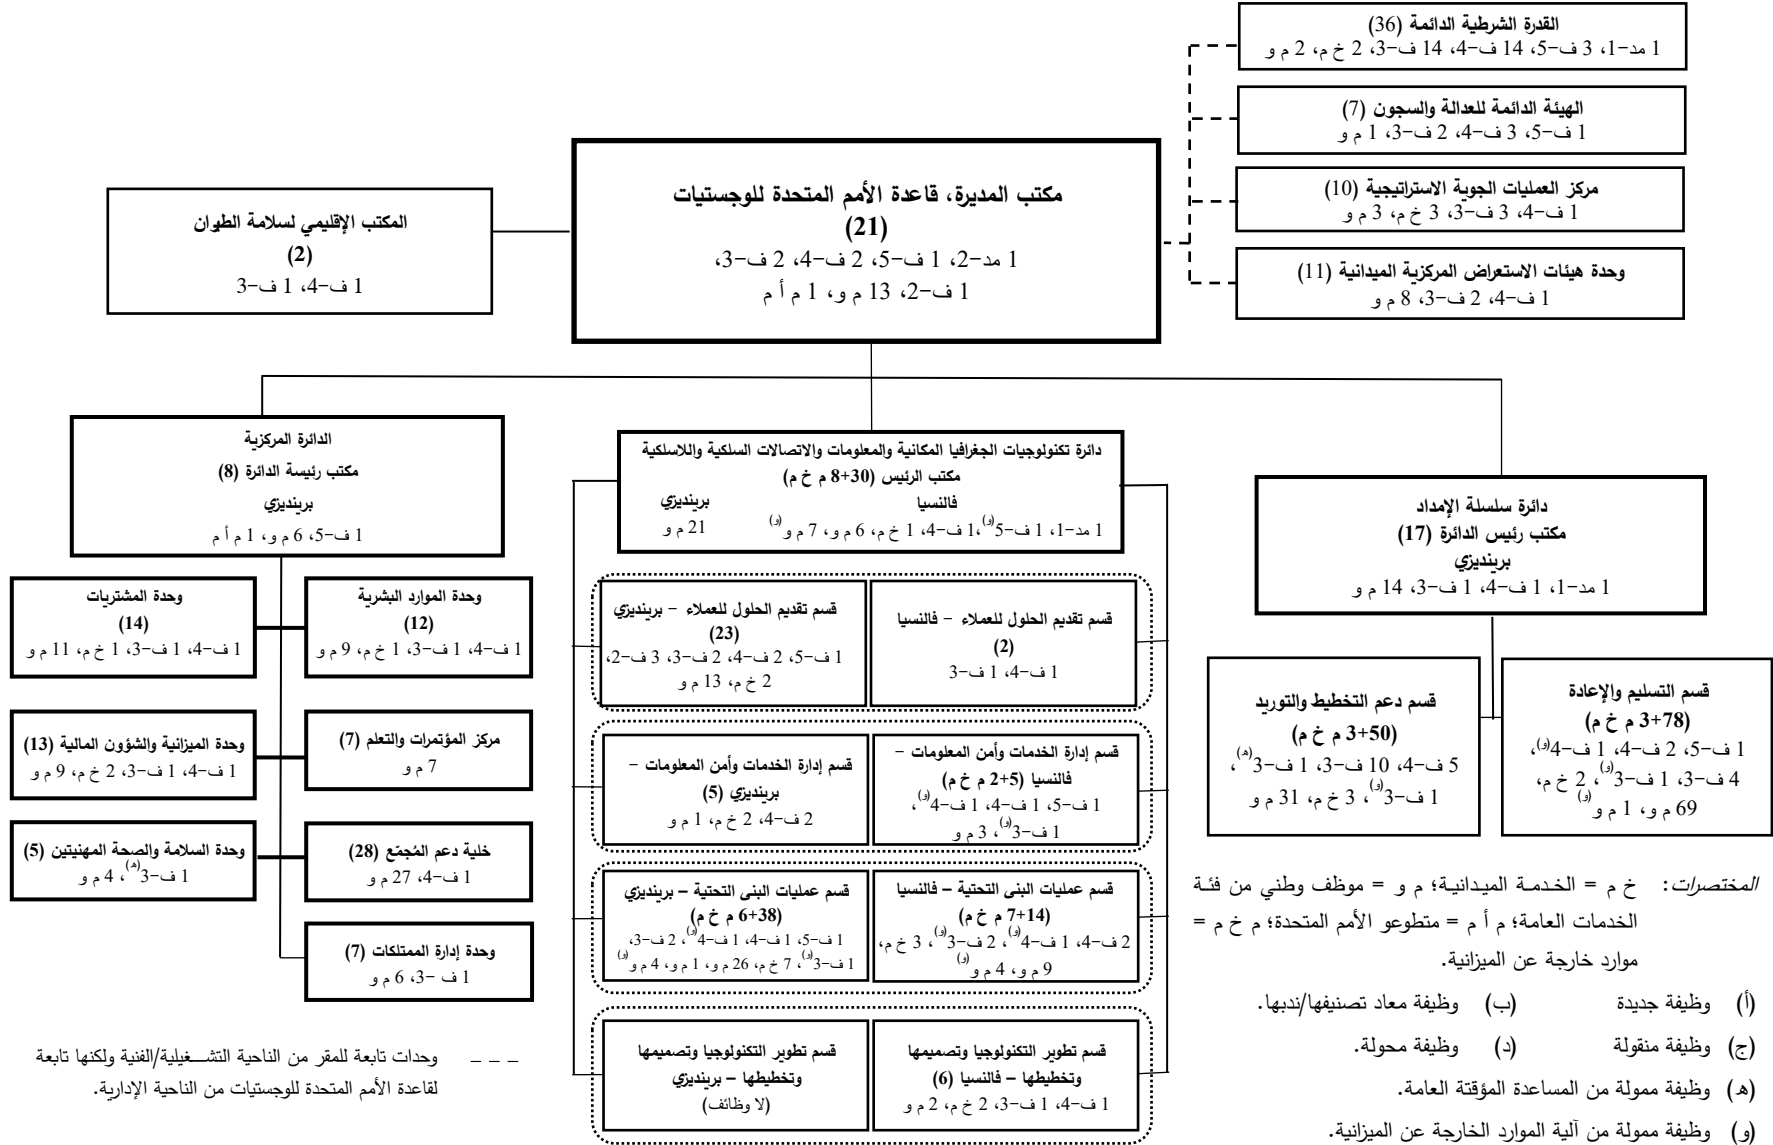 القدرة الشرطية الدائمة (36)
1 مد-1، 3 ف-5، 14 ف-4، 14 ف-3، 2 خ م، 2 م و
الهيئة الدائمة للعدالة والسجون (7)
1 ف-5، 3 ف-4، 2 ف-3، 1 م و
مركز العمليات الجوية الاستراتيجية (10)
1 ف-4، 3 ف-3، 3 خ م، 3 م و
وحدة هيئات الاستعراض المركزية الميدانية (11)
1 ف-4، 2 ف-3، 8 م و
مكتب المديرة، قاعدة الأمم المتحدة للوجستيات
(21)
1 مد-2، 1 ف-5، 2 ف-4، 2 ف-3،
1 ف-2، 13 م و، 1 م أ م
المكتب الإقليمي لسلامة الطيران
(2)
1 ف-4، 1 ف-3
دائرة سلسلة الإمداد
مكتب رئيس الدائرة (17)
برينديزي
1 مد-1، 1 ف-4، 1 ف-3، 14 م و
قسم التسليم والإعادة
(78+3 م خ م)
1 ف-5، 2 ف-4، 1 ف-4(و)،
4 ف-3، 1 ف-3(و)، 2 خ م،
69 م و، 1 م و(و)
قسم دعم التخطيط والتوريد
(50+3 م خ م)
5 ف-4، 10 ف-3، 1 ف-3(ه)،
1 ف-3(و)، 3 خ م، 31 م و
دائرة تكنولوجيات الجغرافيا المكانية والمعلومات والاتصالات السلكية واللاسلكية
مكتب الرئيس (30+8 م خ م)
فالنسيا
1 مد-1، 1 ف-5(و)، 1 ف-4، 1 خ م، 6 م و، 7 م و(و)
برينديزي
21 م و
قسم تقديم الحلول للعملاء - فالنسيا
(2)
1 ف-4، 1 ف-3
قسم تقديم الحلول للعملاء - برينديزي
(23)
1 ف-5، 2 ف-4، 2 ف-3، 3 ف-2،
2 خ م، 13 م و
قسم إدارة الخدمات وأمن المعلومات -
فالنسيا (5+2 م خ م)
1 ف-5، 1 ف-4، 1 ف-4(و)،
1 ف-3(و)، 3 م و
قسم إدارة الخدمات وأمن المعلومات -
برينديزي (5)
2 ف-4، 2 خ م، 1 م و
قسم عمليات البنى التحتية - فالنسيا
(14+7 م خ م)
2 ف-4، 1 ف-4(و)، 2 ف-3(و)، 3 خ م،
9 م و، 4 م و(و)
قسم عمليات البنى التحتية - برينديزي
(38+6 م خ م)
1 ف-5، 1 ف-4، 1 ف-4(و)، 2 ف-3،
1 ف-3(و)، 7 خ م، 26 م و، 1 م و، 4 م و(و)
قسم تطوير التكنولوجيا وتصميمها
وتخطيطها - فالنسيا (6)
1 ف-4، 1 ف-3، 2 خ م، 2 م و
قسم تطوير التكنولوجيا وتصميمها
وتخطيطها - برينديزي
(لا وظائف)
الدائرة المركزية
مكتب رئيسة الدائرة (8)
برينديزي
1 ف-5، 6 م و، 1 م أ م
وحدة الموارد البشرية
(12)
1 ف-4، 1 ف-3، 1 خ م، 9 م و
وحدة المشتريات
(14)
1 ف-4، 1 ف-3، 1 خ م، 11 م و
مركز المؤتمرات والتعلم (7)
7 م و
وحدة الميزانية والشؤون المالية (13)
1 ف-4، 1 ف-3، 2 خ م، 9 م و
خلية دعم المُجمّع (28)
1 ف-4، 27 م و
وحدة السلامة والصحة المهنيتين (5)
1 ف-3(ه)، 4 م و
وحدة إدارة الممتلكات (7)
1 ف -3، 6 م و
المختصرات: خ م = الخدمة الميدانية؛ م و = موظف وطني من فئة
الخدمات العامة؛ م أ م = متطوعو الأمم المتحدة؛ م خ م =
موارد خارجة عن الميزانية.
(أ) وظيفة جديدة (ب) وظيفة معاد تصنيفها/ندبها.
(ج) وظيفة منقولة (د) وظيفة محولة.
(ه) وظيفة ممولة من المساعدة المؤقتة العامة.
(و) وظيفة ممولة من آلية الموارد الخارجة عن الميزانية.
_ _ _ وحدات تابعة للمقر من الناحية التشغيلية/الفنية ولكنها تابعة
لقاعدة الأمم المتحدة للوجستيات من الناحية الإدارية.